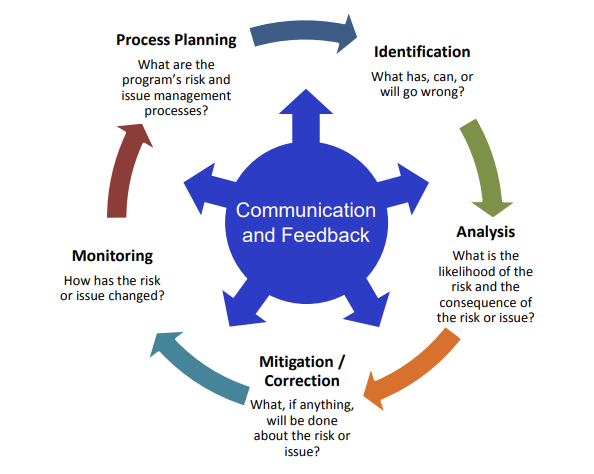 Process Planning
What are the
program's risk and
issue management
processes?
Identification
What has, can, or
will go wrong?
Communication
and Feedback
Analysis
What is the
likelihood of the
risk and the
consequence of
the risk or issue?
Monitoring
How has the risk
or issue changed?
Mitigation /
Correction
What, if anything,
will be done
about the risk or
issue?